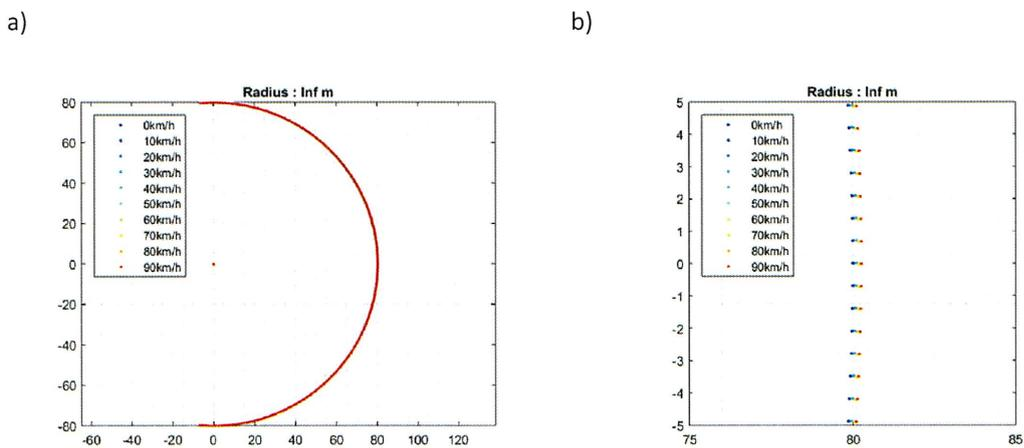 a)
b)
Radius : Inf m
80
60
40
20
0
-20
-40
-60
-80
-60 -40 -20 0 20 40 60 80 100 120
0km/h
10km/h
20km/h
30km/h
40km/h
50km/h
60km/h
70km/h
80km/h
90km/h
Radius : Inf m
5
4
3
2
1
0
-1
-2
-3
-4
-5
75 80 85
0km/h
10km/h
20km/h
30km/h
40km/h
50km/h
60km/h
70km/h
80km/h
90km/h